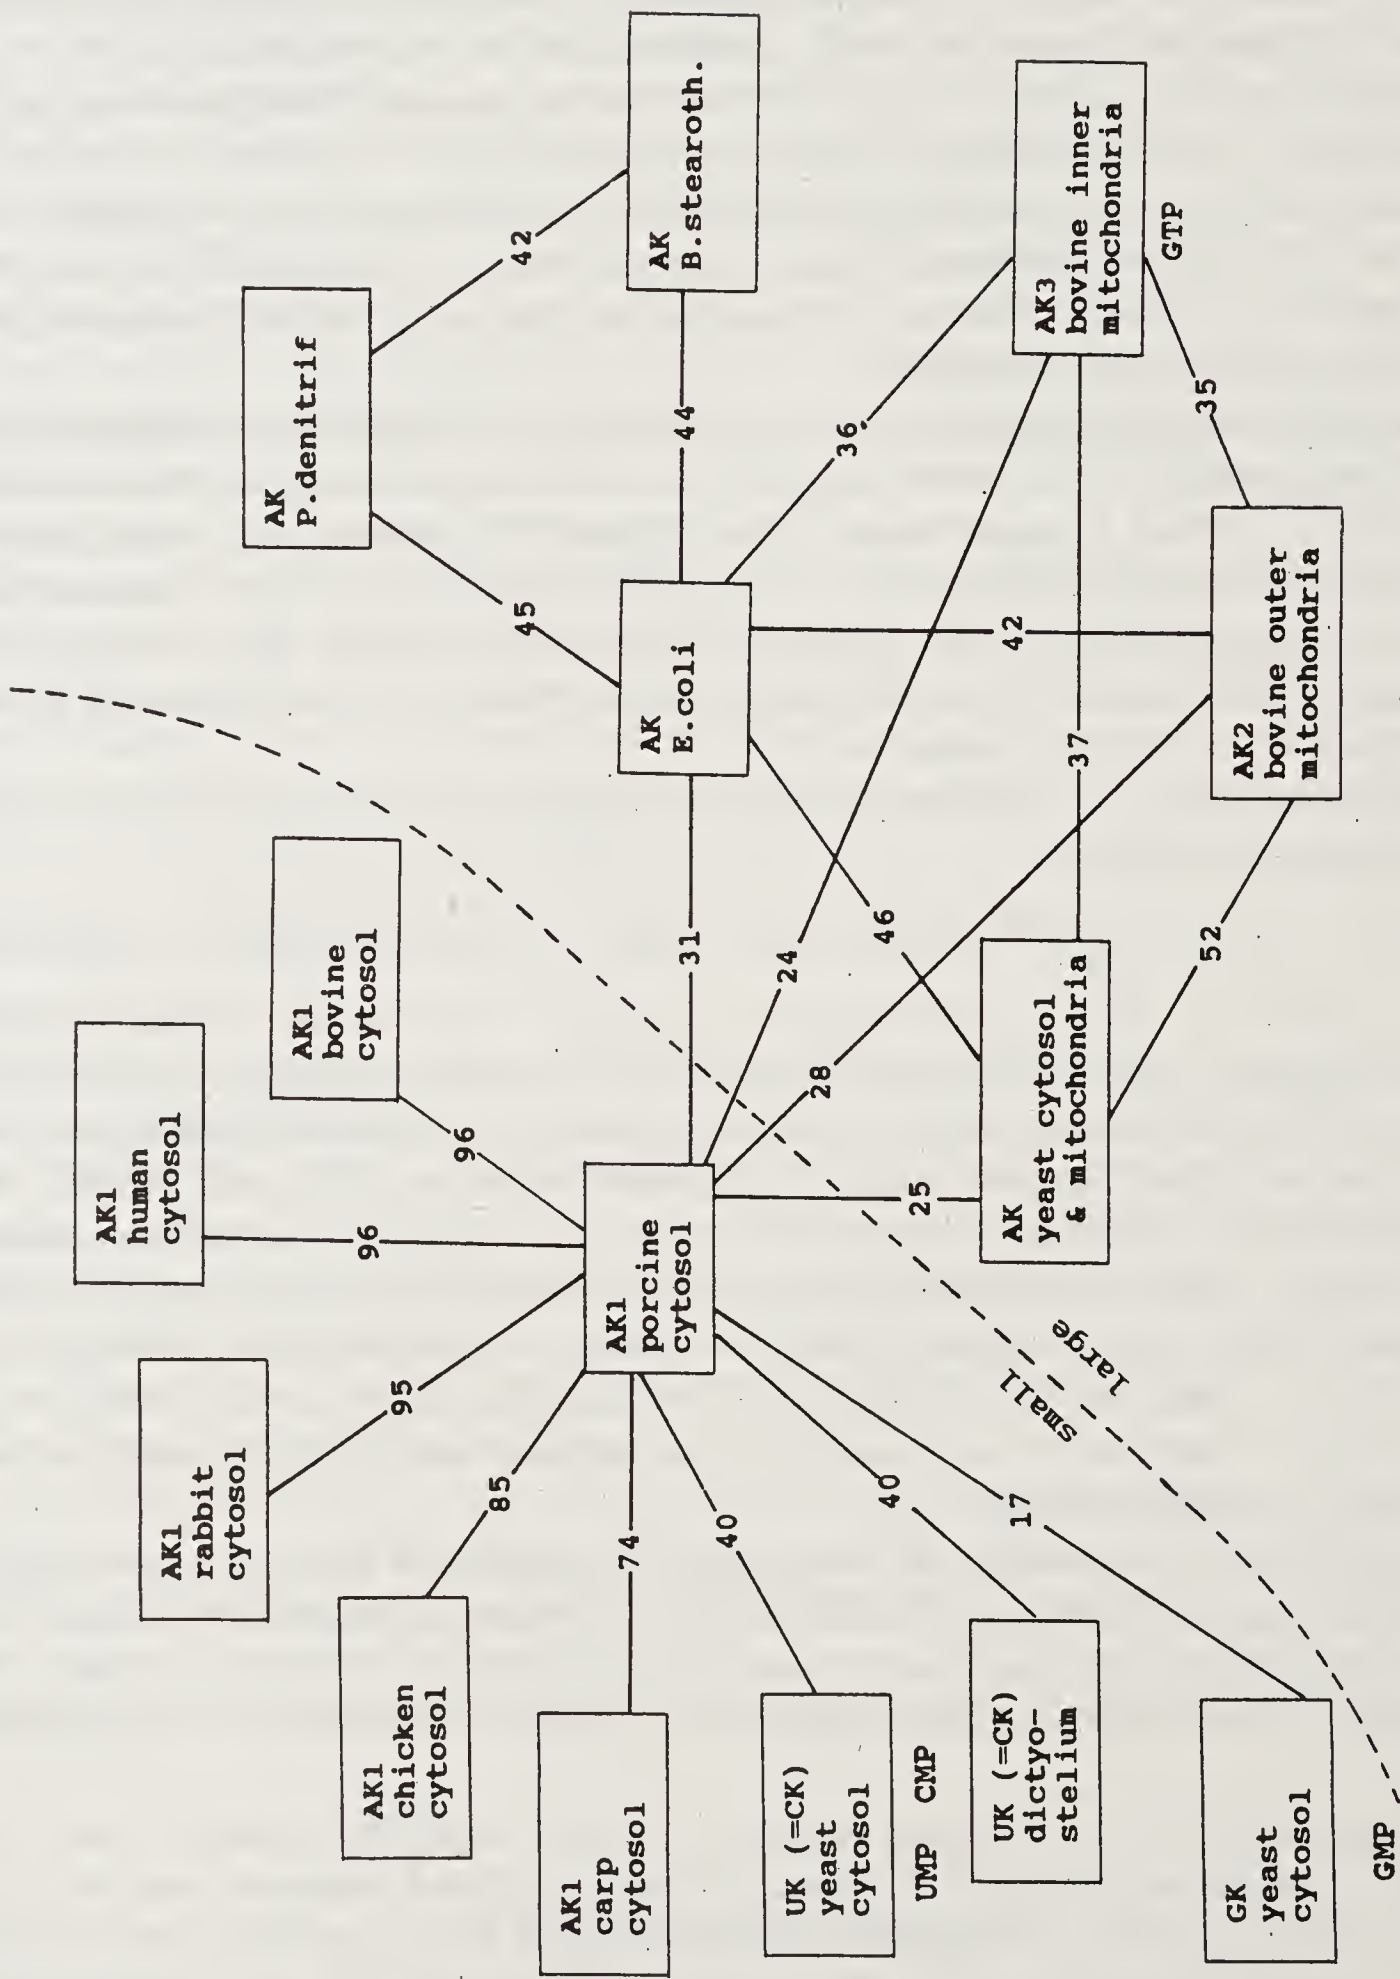 AK1
human
cytosol
AK1
rabbit
cytosol
AK1
bovine
cytosol
AK
P.denitrif
AK1
chicken
cytosol
96
96
95
85
45
42
AK1
carp
cytosol
74
AK1
porcine
cytosol
31
AK
E.coli
44
AK
B.stearoth.
UK (=CK)
yeast
cytosol
40
UMP CMP
UK (=CK)
dictyo-
stelium
40
17
25
28
24
46
36
42
small
large
AK
yeast cytosol
& mitochondria
37
AK3
bovine inner
mitochondria
GTP
52
35
GK
yeast
cytosol
GMP
AK2
bovine outer
mitochondria